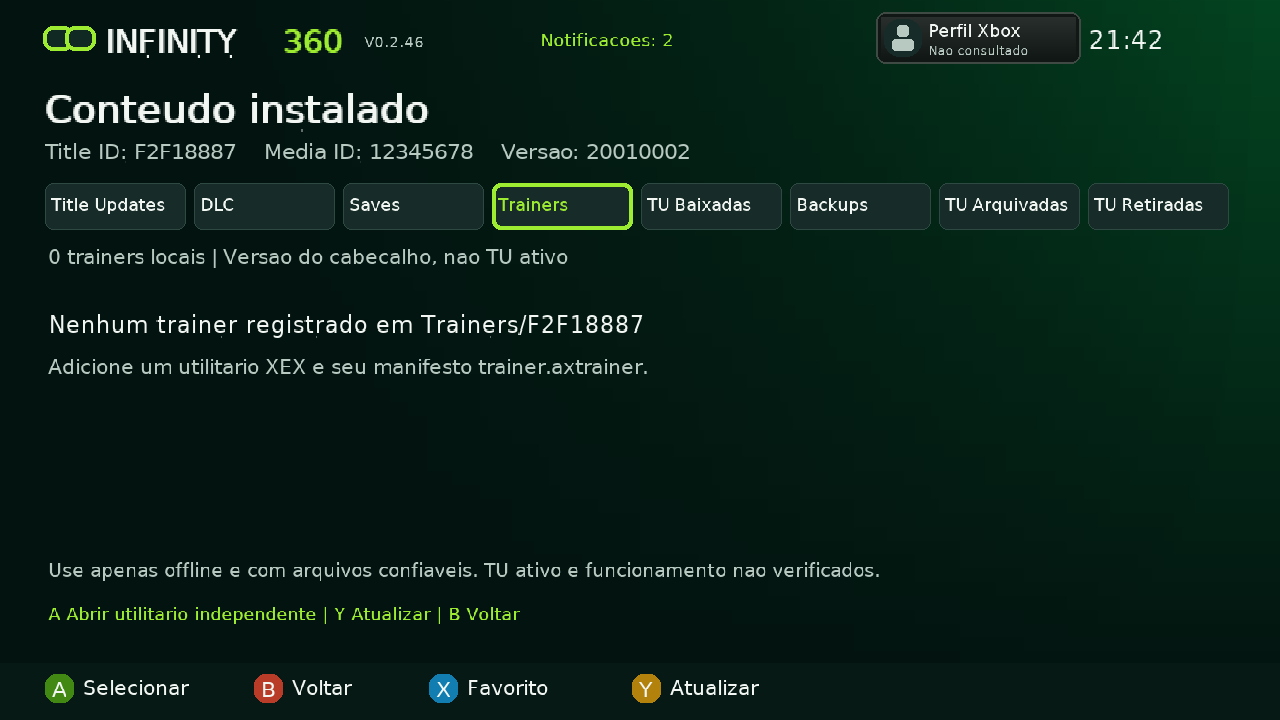 INFINITY 360 V0.2.46 Notificacoes: 2 Perfil Xbox 21:42
Nao consultado
Conteudo instalado
Title ID: F2F18887 Media ID: 12345678 Versao: 20010002
Title Updates DLC Saves Trainers TU Baixadas Backups TU Arquivadas TU Retiradas
0 trainers locais | Versao do cabecalho, nao TU ativo
Nenhum trainer registrado em Trainers/F2F18887
Adicione um utilitario XEX e seu manifesto trainer.axtrainer.
Use apenas offline e com arquivos confiaveis. TU ativo e funcionamento nao verificados.
A Abrir utilitario independente | Y Atualizar | B Voltar
A Selecionar B Voltar X Favorito Y Atualizar